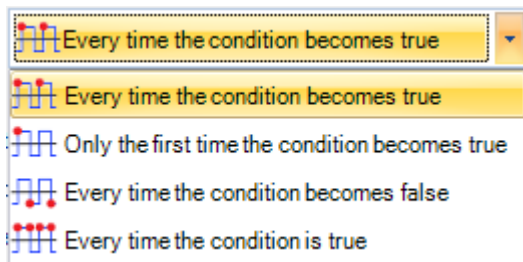 Every time the condition becomes true
Every time the condition becomes true
Only the first time the condition becomes true
Every time the condition becomes false
Every time the condition is true